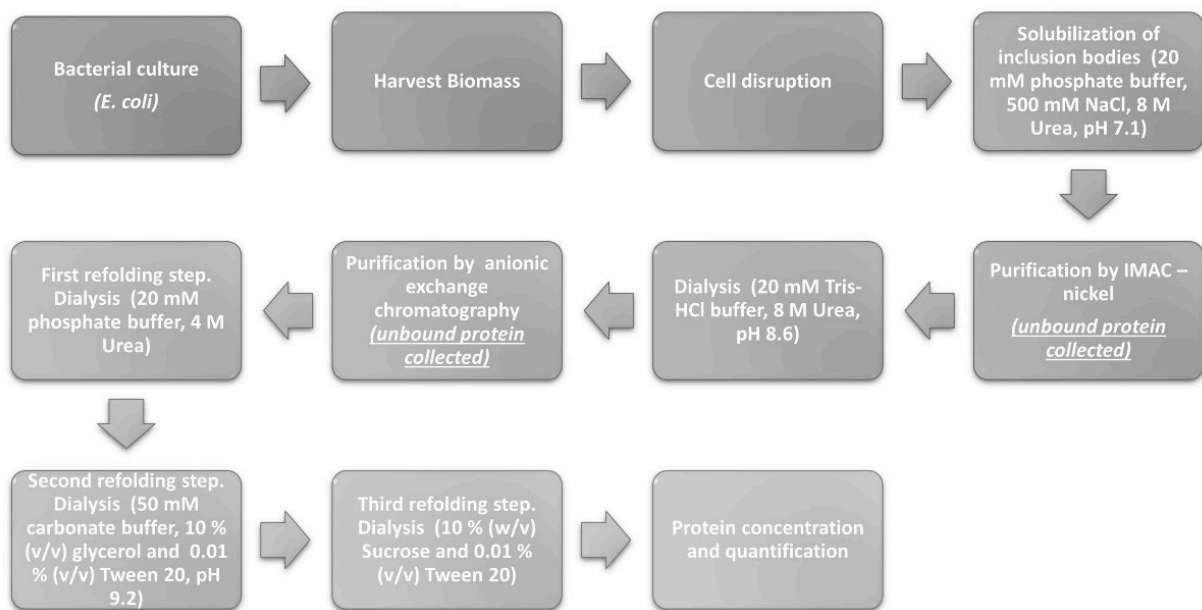 Bacterial culture
(E. coli)
Harvest Biomass
Cell disruption
Solubilization of
inclusion bodies (20
mM phosphate buffer,
500 mM NaCl, 8 M
Urea, pH 7.1)
Purification by IMAC –
nickel
(unbound protein
collected)
Dialysis (20 mM Tris-
HCl buffer, 8 M Urea,
pH 8.6)
Purification by anionic
exchange
chromatography
(unbound protein
collected)
First refolding step.
Dialysis (20 mM
phosphate buffer, 4 M
Urea)
Second refolding step.
Dialysis (50 mM
carbonate buffer, 10 %
(v/v) glycerol and 0.01
% (v/v) Tween 20, pH
9.2)
Third refolding step.
Dialysis (10 % (w/v)
Sucrose and 0.01 %
(v/v) Tween 20)
Protein concentration
and quantification